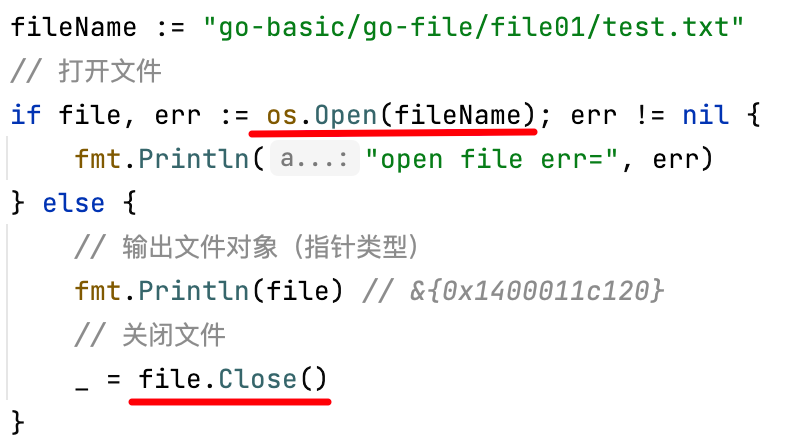 fileName := "go-basic/go-file/file01/test.txt"
// 打开文件
if file, err := os.Open(fileName); err != nil {
    fmt.Println( a...: "open file err=", err)
} else {
    // 输出文件对象（指针类型）
    fmt.Println(file) // &{0x1400011c120}
    // 关闭文件
    _ = file.Close()
}